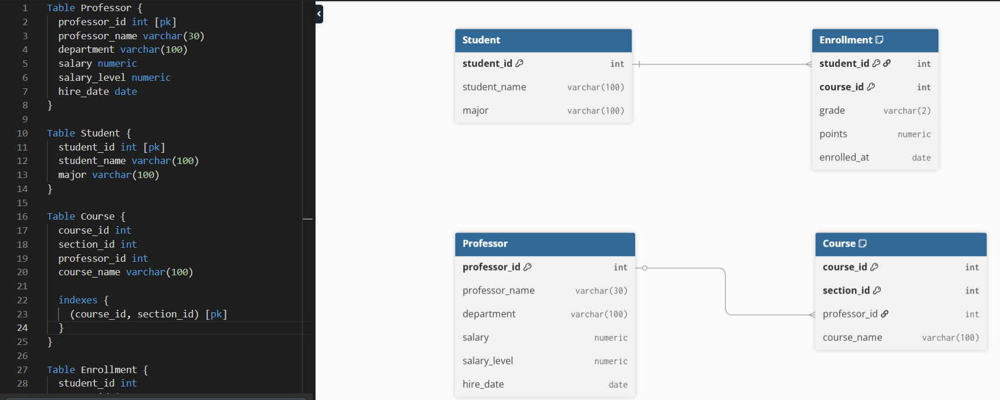 1 Table Professor {
2 professor_id int [pk]
3 professor_name varchar(30)
4 department varchar(100)
5 salary numeric
6 salary_level numeric
7 hire_date date
8 }
9
10 Table Student {
11 student_id int [pk]
12 student_name varchar(100)
13 major varchar(100)
14 }
15
16 Table Course {
17 course_id int
18 section_id int
19 professor_id int
20 course_name varchar(100)
21
22 indexes {
23 (course_id, section_id) [pk]
24 }
25 }
26
27 Table Enrollment {
28 student_id int
Student
student_id int
student_name varchar(100)
major varchar(100)
Enrollment
student_id int
course_id int
grade varchar(2)
points numeric
enrolled_at date
Professor
professor_id int
professor_name varchar(30)
department varchar(100)
salary numeric
salary_level numeric
hire_date date
Course
course_id int
section_id int
professor_id int
course_name varchar(100)